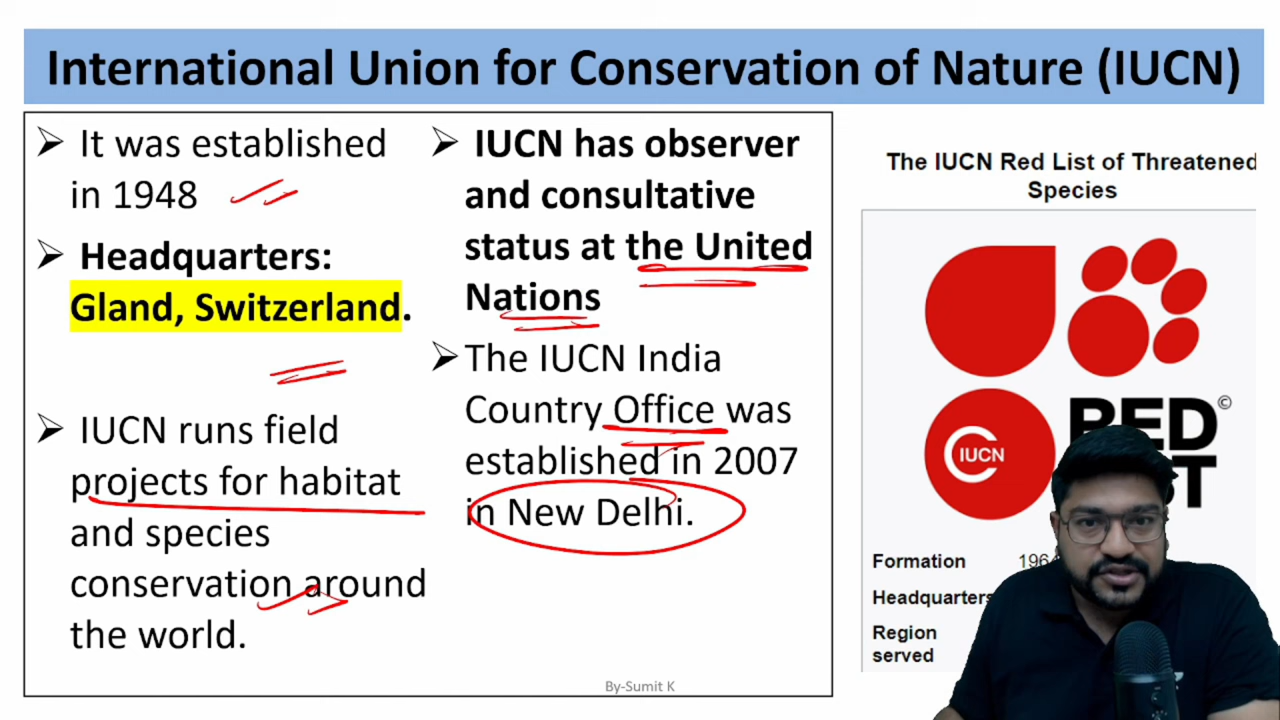 International Union for Conservation of Nature (IUCN)
It was established
in 1948
Headquarters:
Gland, Switzerland.
IUCN runs field
projects for habitat
and species
conservation around
the world.
IUCN has observer
and consultative
status at the United
Nations
The IUCN India
Country Office was
established in 2007
in New Delhi.
By-Sumit K
The IUCN Red List of Threatened
Species
IUCN
RED ©
Formation 196
Headquarters
Region
served